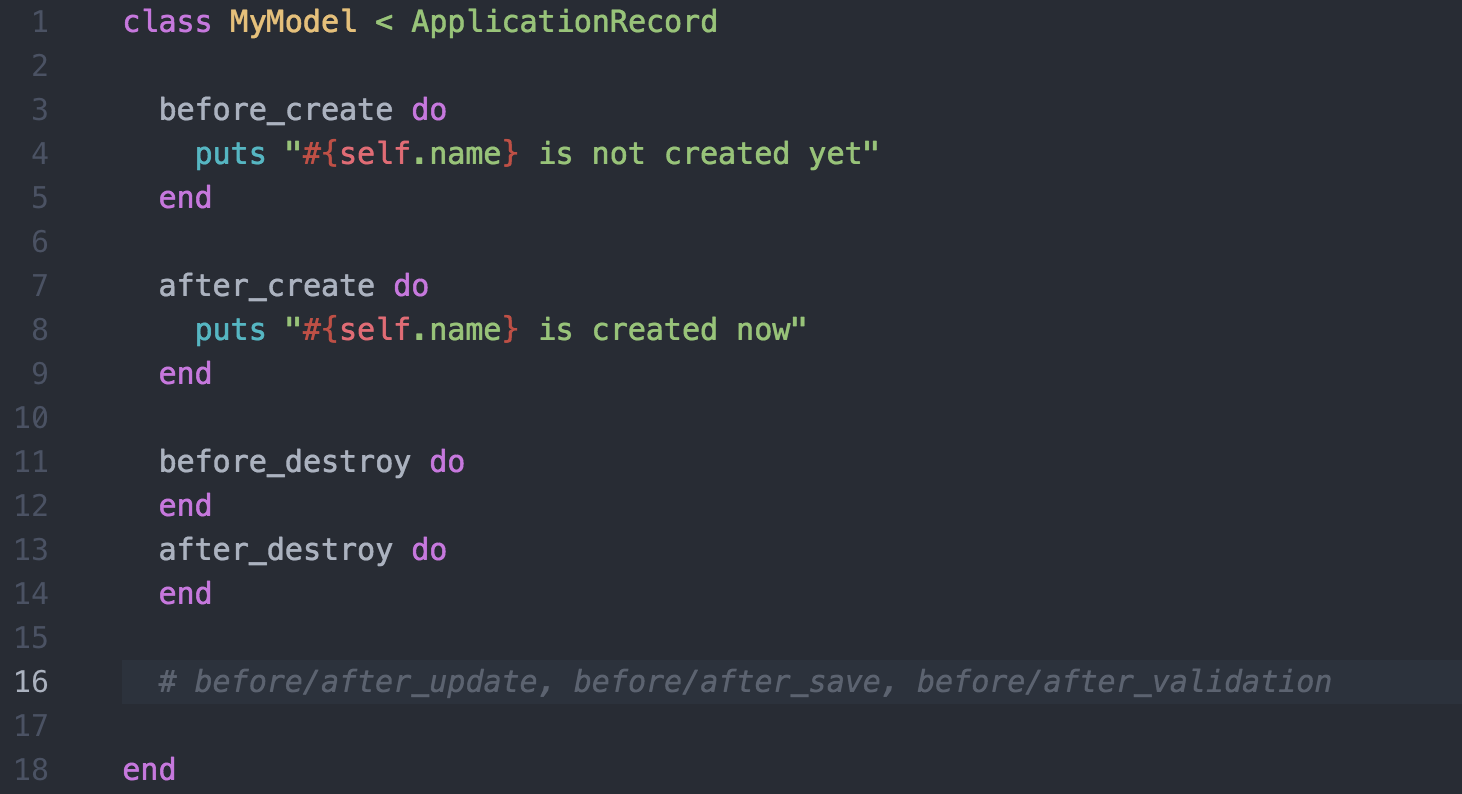 1 class MyModel < ApplicationRecord
2
3   before_create do
4     puts "#{self.name} is not created yet"
5   end
6
7   after_create do
8     puts "#{self.name} is created now"
9   end
10
11   before_destroy do
12   end
13   after_destroy do
14   end
15
16   # before/after_update, before/after_save, before/after_validation
17
18 end